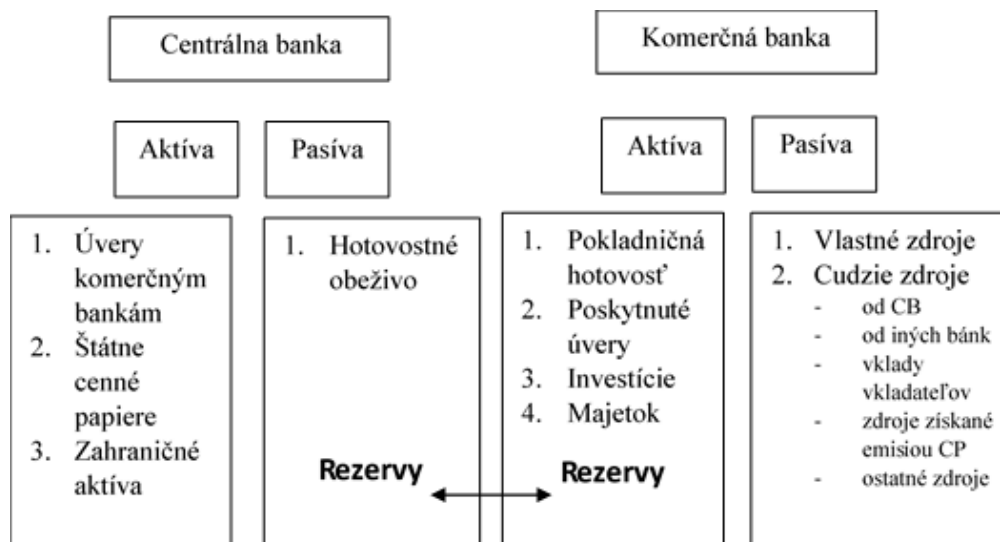 Centrálna banka
Komerčná banka
Aktíva
Pasíva
Aktíva
Pasíva
1. Úvery
komerčným
bankám
2. Štátne
cenné
papiere
3. Zahraničné
aktíva
1. Hotovostné
obeživo
Rezervy
1. Pokladničná
hotovosť
2. Poskytnuté
úvery
3. Investície
4. Majetok
Rezervy
1. Vlastné zdroje
2. Cudzie zdroje
- od CB
- od iných bánk
- vklady
vkladateľov
- zdroje získané
emisiou CP
- ostatné zdroje